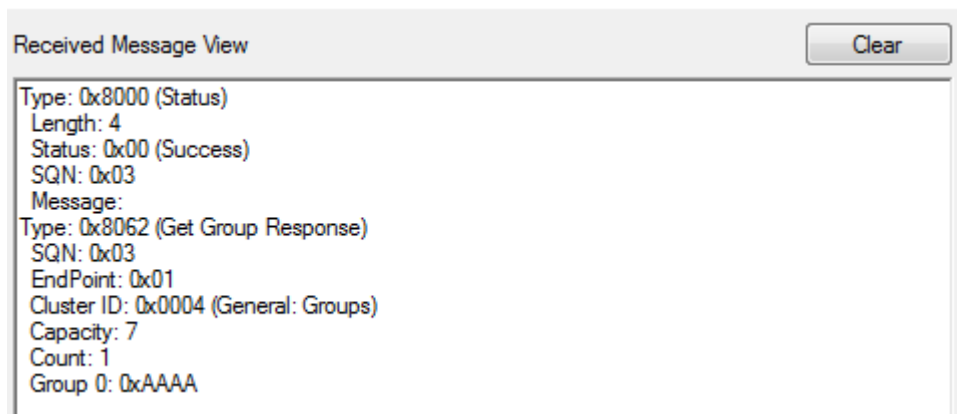 Received Message View
Clear
Type: 0x8000 (Status)
Length: 4
Status: 0x00 (Success)
SQN: 0x03
Message:
Type: 0x8062 (Get Group Response)
SQN: 0x03
EndPoint: 0x01
Cluster ID: 0x0004 (General: Groups)
Capacity: 7
Count: 1
Group 0: 0xAAAA